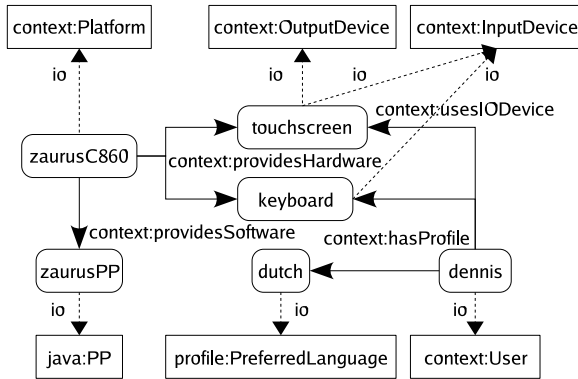 context:Platform
context:OutputDevice
context:InputDevice
io
io
io
io
touchscreen
context:usesIODevice
zaurusC860
context:providesHardware
keyboard
context:providesSoftware
context:hasProfile
zaurusPP
dutch
dennis
io
io
io
java:PP
profile:PreferredLanguage
context:User